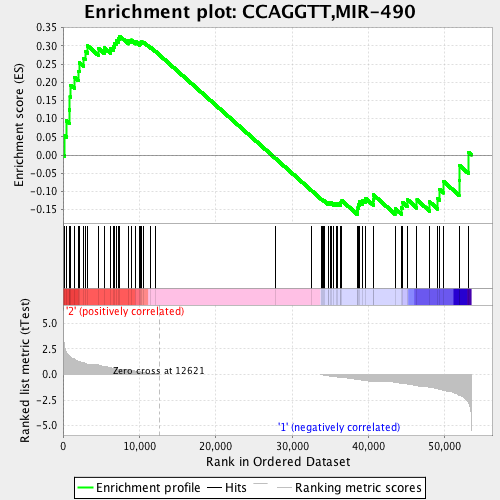 Enrichment plot: CCAGGTT,MIR-490
Enrichment score (ES)
0.35
0.30
0.25
0.20
0.15
0.10
0.05
0.00
-0.05
-0.10
-0.15
'2' (positively correlated)
Ranked list metric (tTest)
5.0
2.5
0.0
-2.5
-5.0
Zero cross at 12621
'1' (negatively correlated)
0
10,000
20,000
30,000
40,000
50,000
Rank in Ordered Dataset
Enrichment profile
Hits
Ranking metric scores